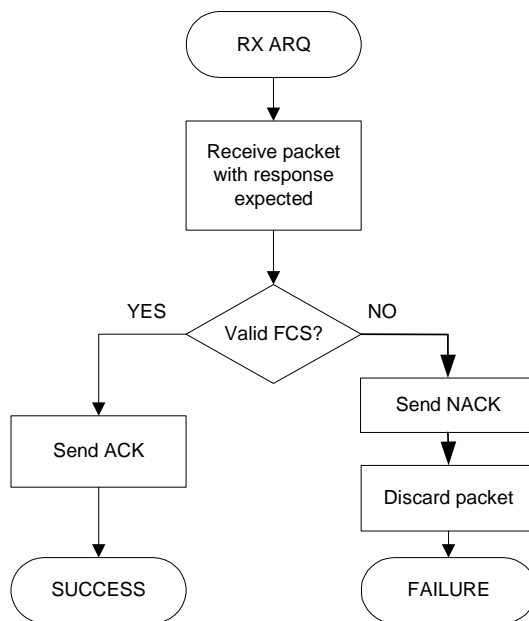 RX ARQ
Receive packet
with response
expected
YES
NO
Valid FCS?
Send ACK
Send NACK
Discard packet
SUCCESS
FAILURE